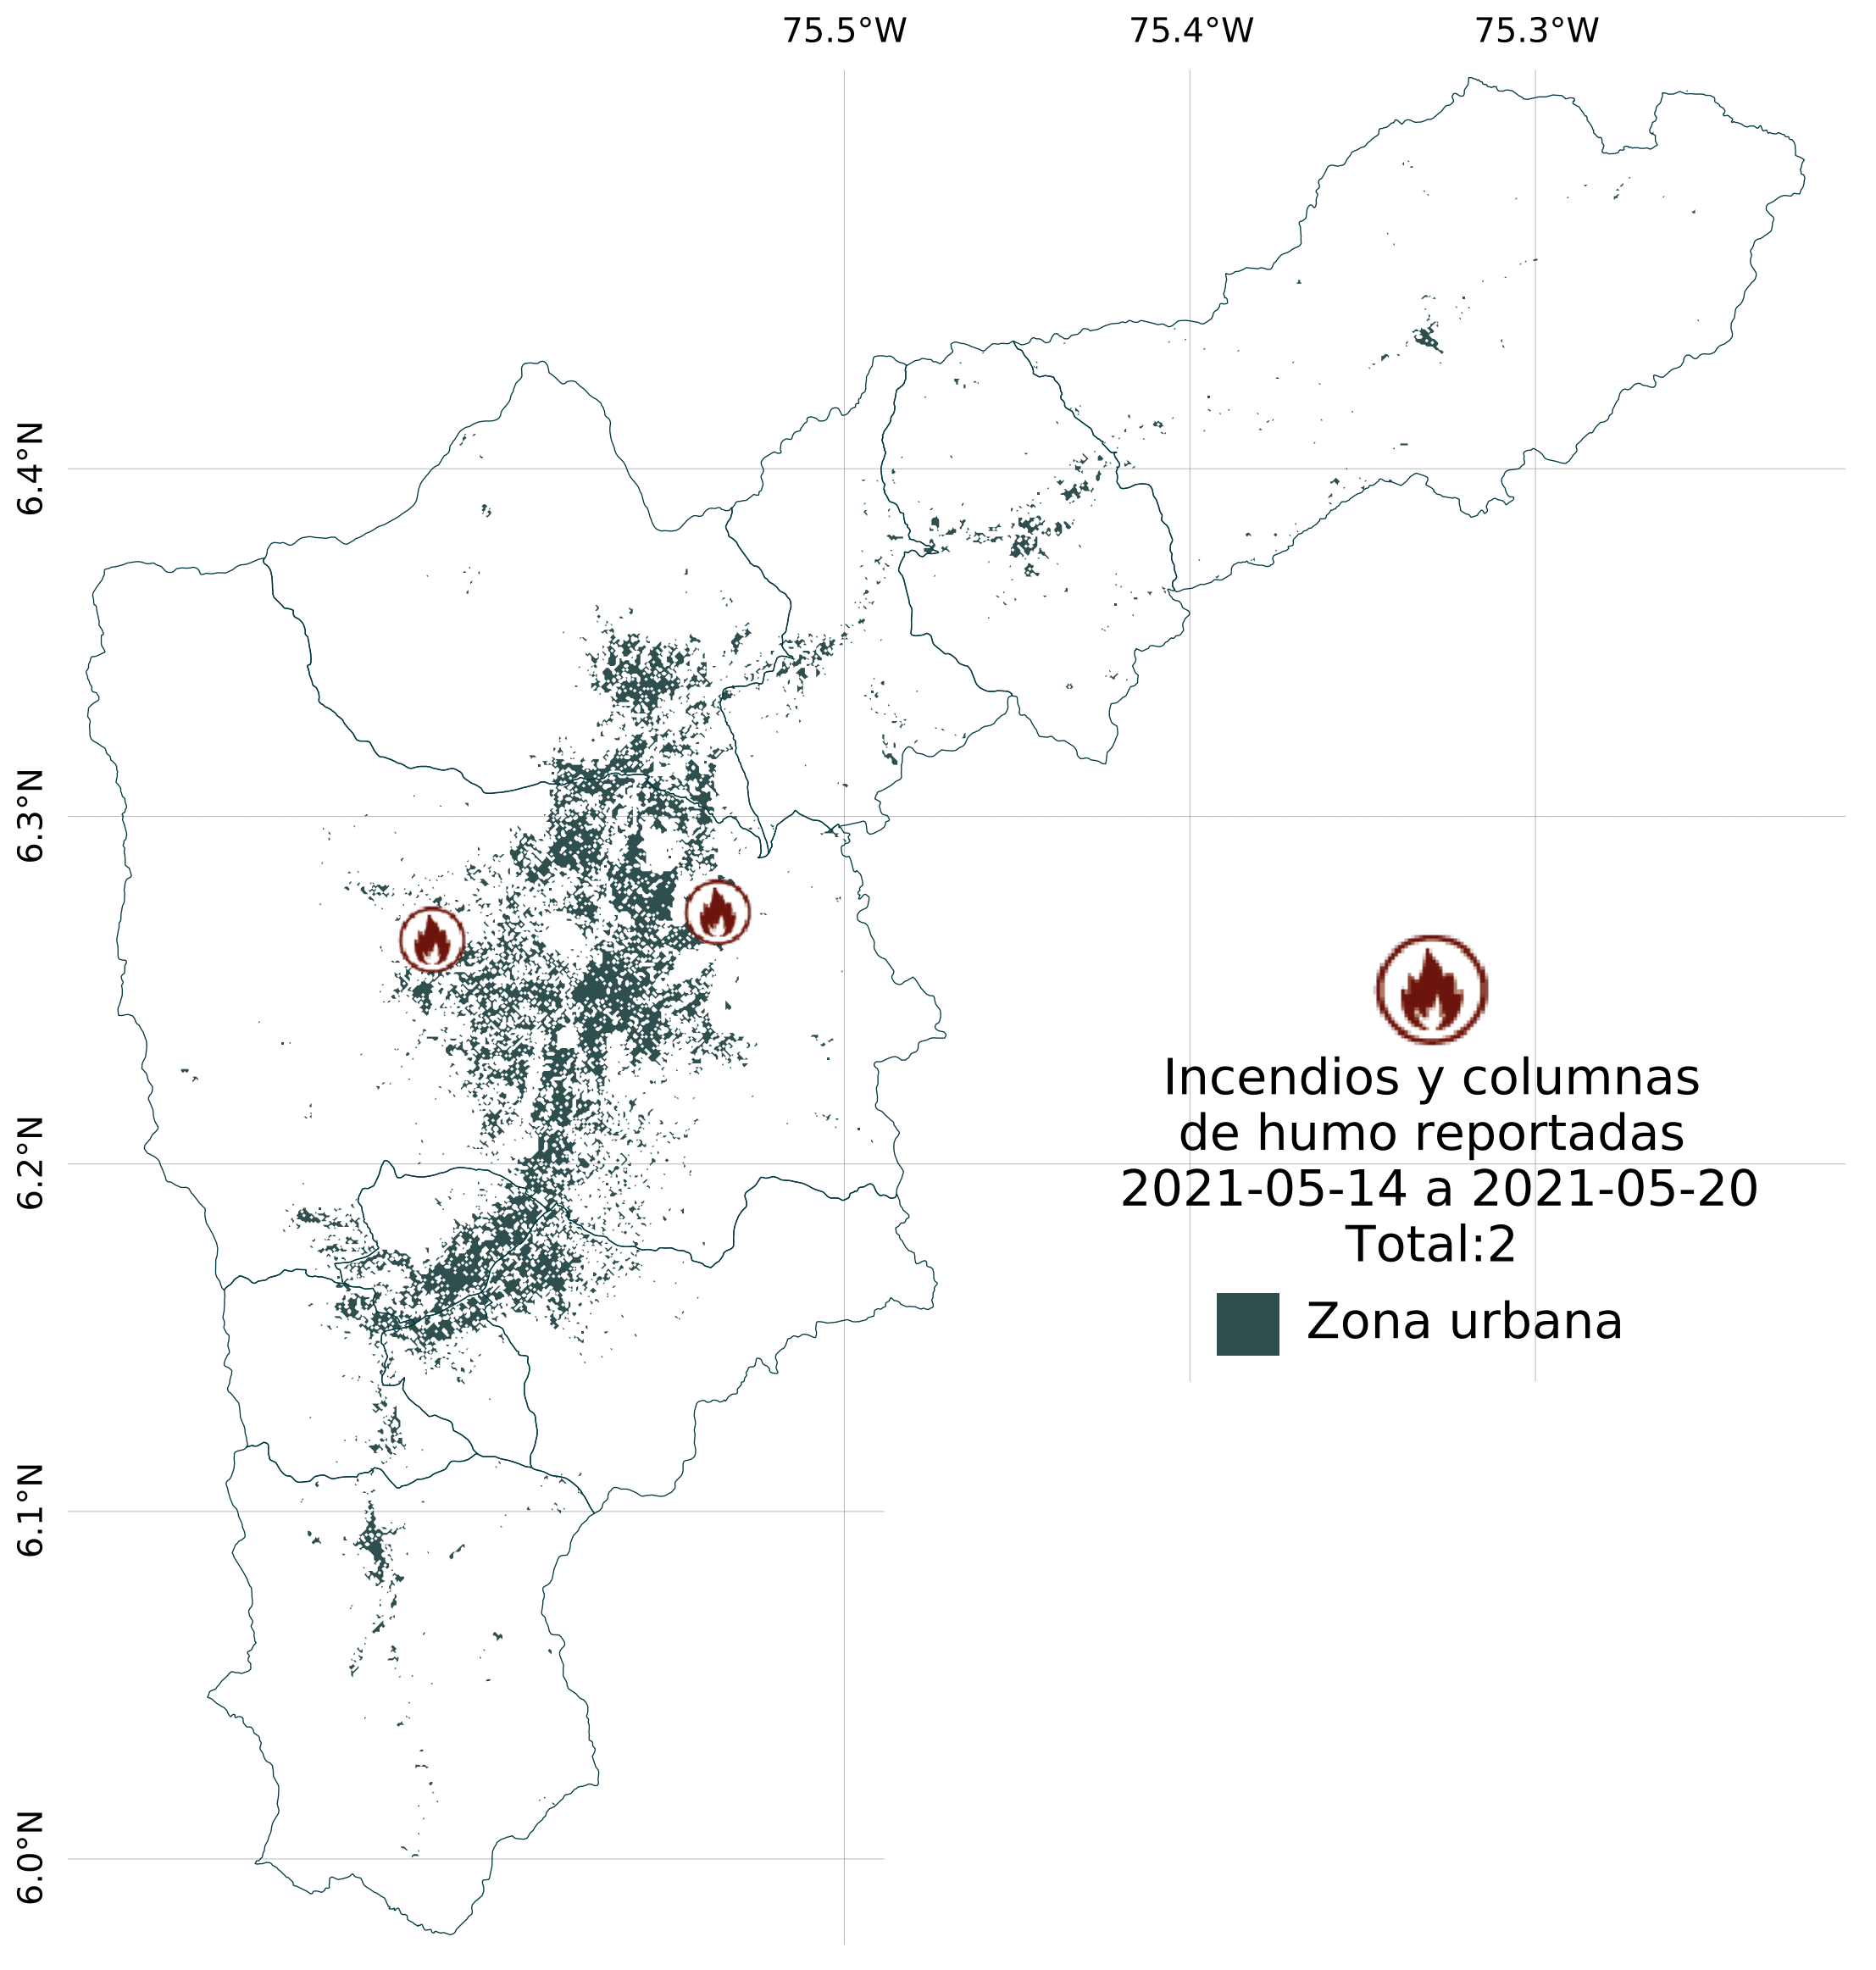 75.5°W 75.4°W 75.3°W
6.4°N
6.3°N
6.2°N
6.1°N
6.0°N
Incendios y columnas
de humo reportadas
2021-05-14 a 2021-05-20
Total:2
Zona urbana